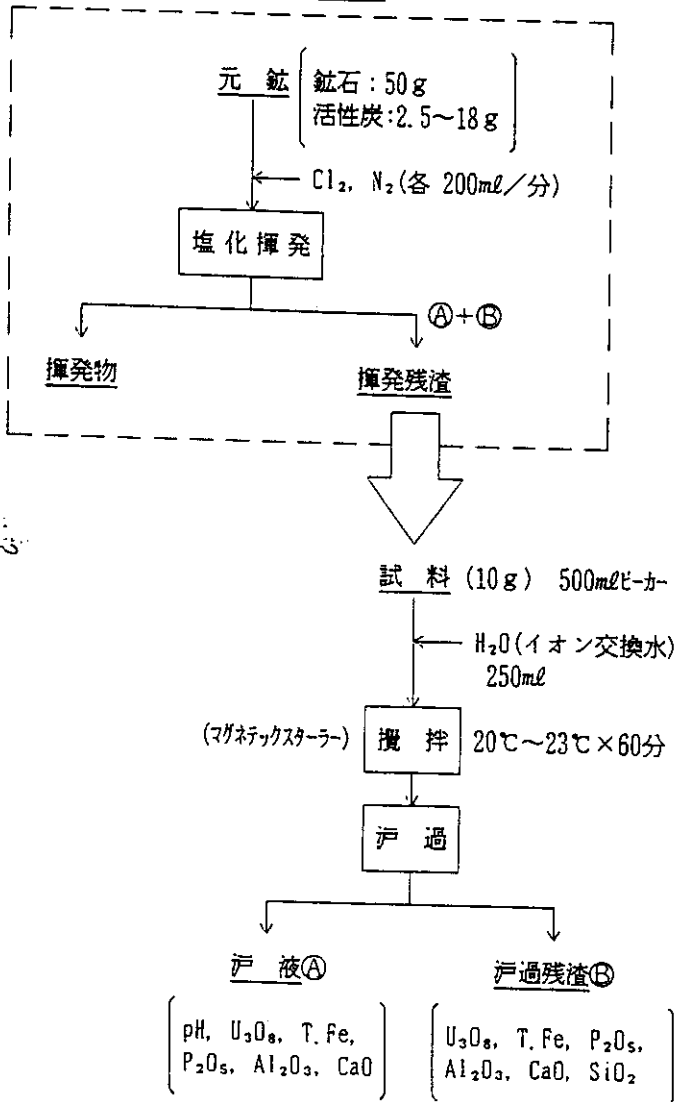 元 鉱
鉱石：50g
活性炭:2.5～18g
Cl₂, N₂(各 200ml／分)
塩化揮発
Ⓐ+Ⓑ
揮発物
揮発残渣
試 料 (10g) 500mlﾋﾞｰｶｰ
H₂O(イオン交換水)
250ml
(ﾏｸﾞﾈﾃｯｸｽﾀｰﾗｰ) 攪 拌 20℃～23℃×60分
沪 過
沪 液Ⓐ
沪過残渣Ⓑ
pH, U₃O₈, T.Fe,
P₂O₅, Al₂O₃, CaO
U₃O₈, T.Fe, P₂O₅,
Al₂O₃, CaO, SiO₂